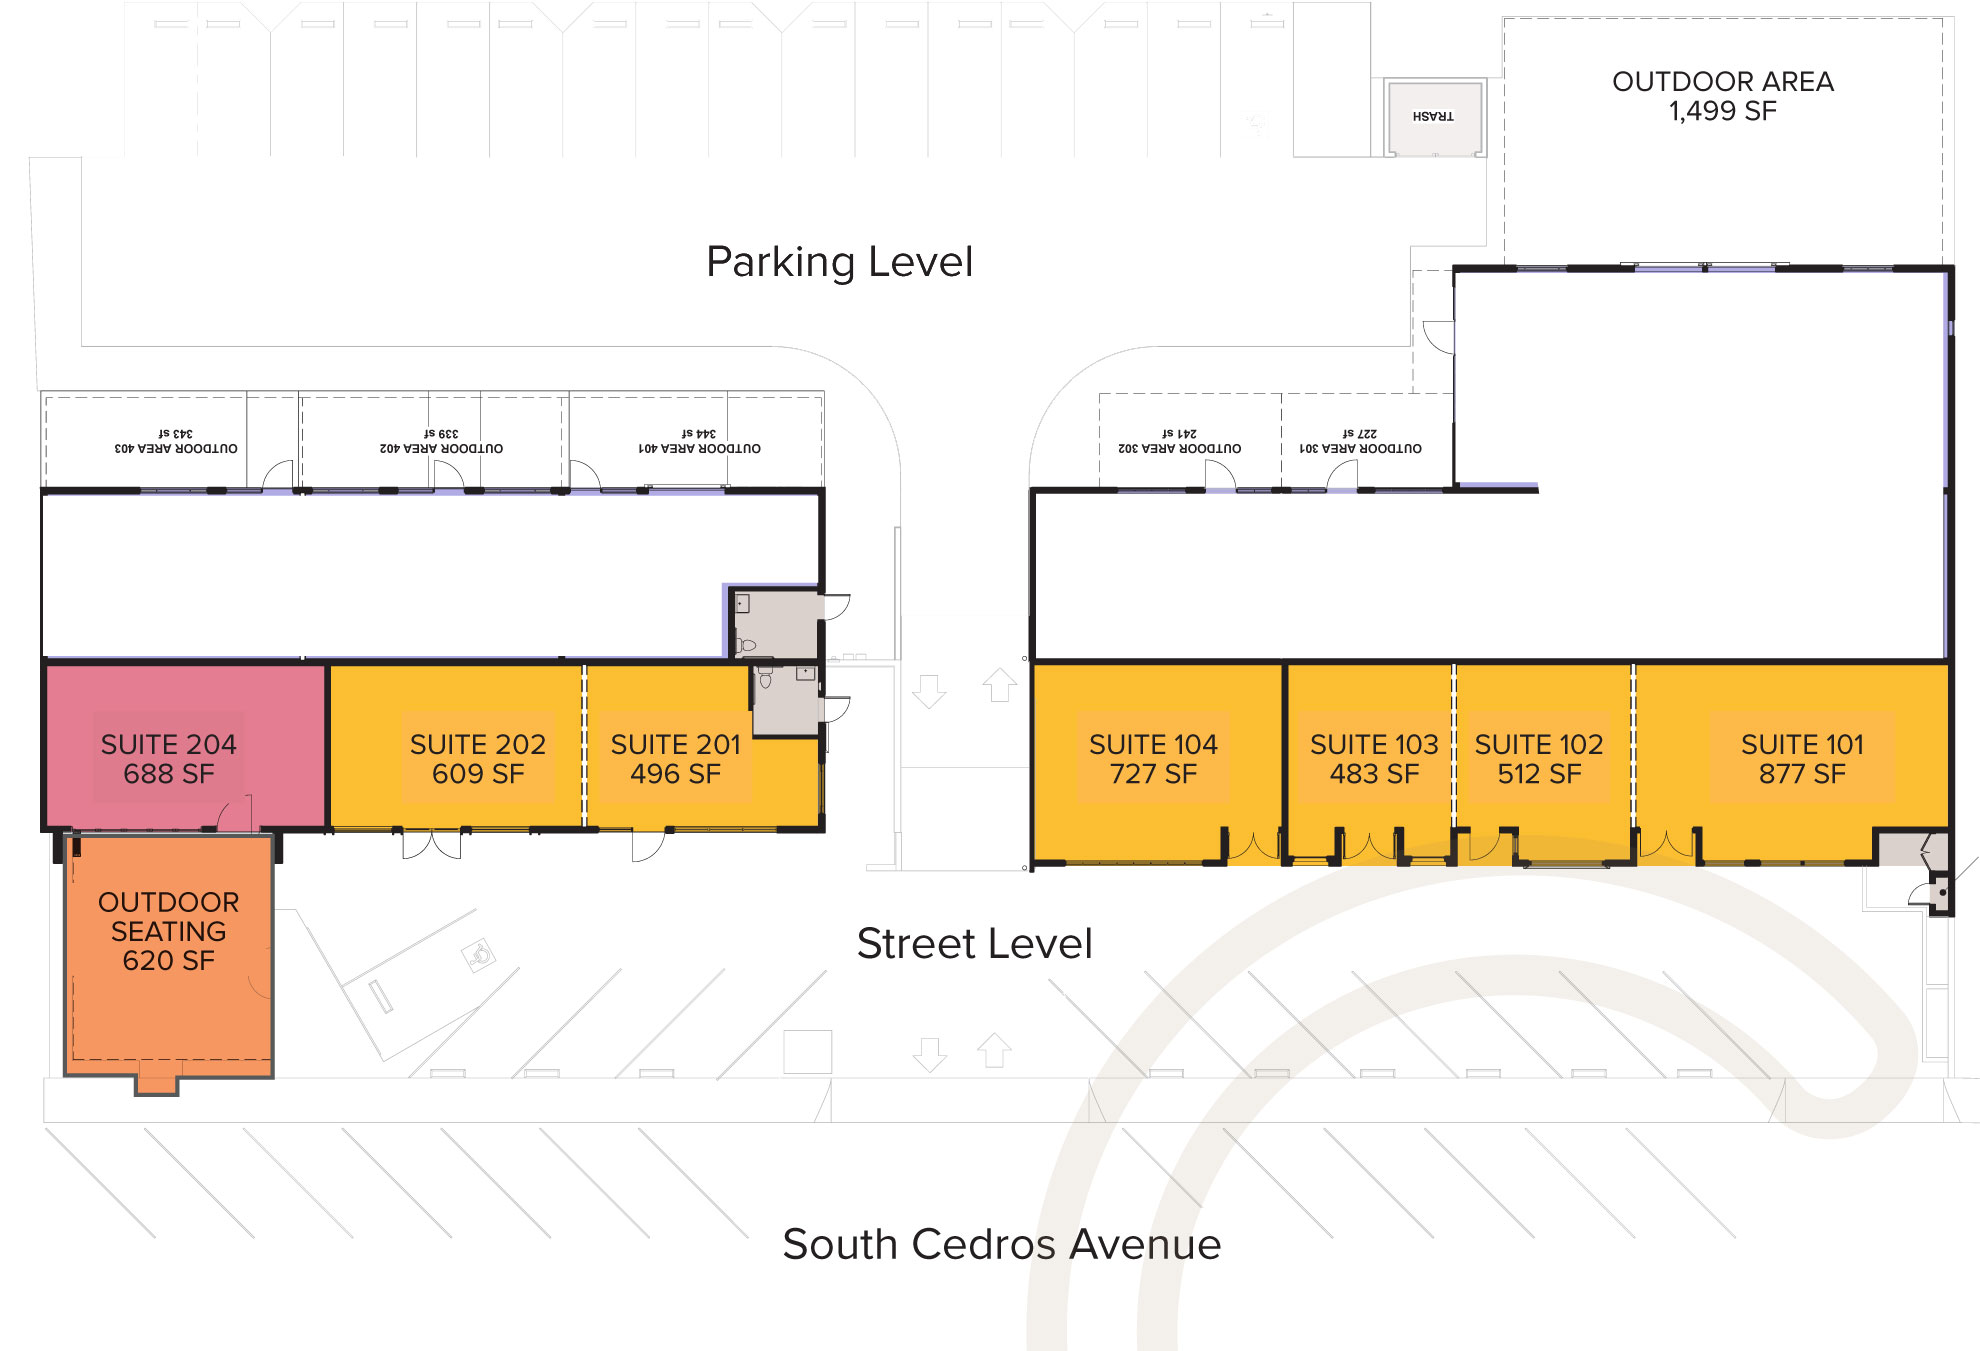 OUTDOOR AREA
1,499 SF
TRASH
Parking Level
OUTDOOR AREA 403
343 sf
OUTDOOR AREA 402
339 sf
OUTDOOR AREA 401
344 sf
OUTDOOR AREA 302
241 sf
OUTDOOR AREA 301
227 sf
SUITE 204
688 SF
SUITE 202
609 SF
SUITE 201
496 SF
SUITE 104
727 SF
SUITE 103
483 SF
SUITE 102
512 SF
SUITE 101
877 SF
OUTDOOR
SEATING
620 SF
Street Level
South Cedros Avenue